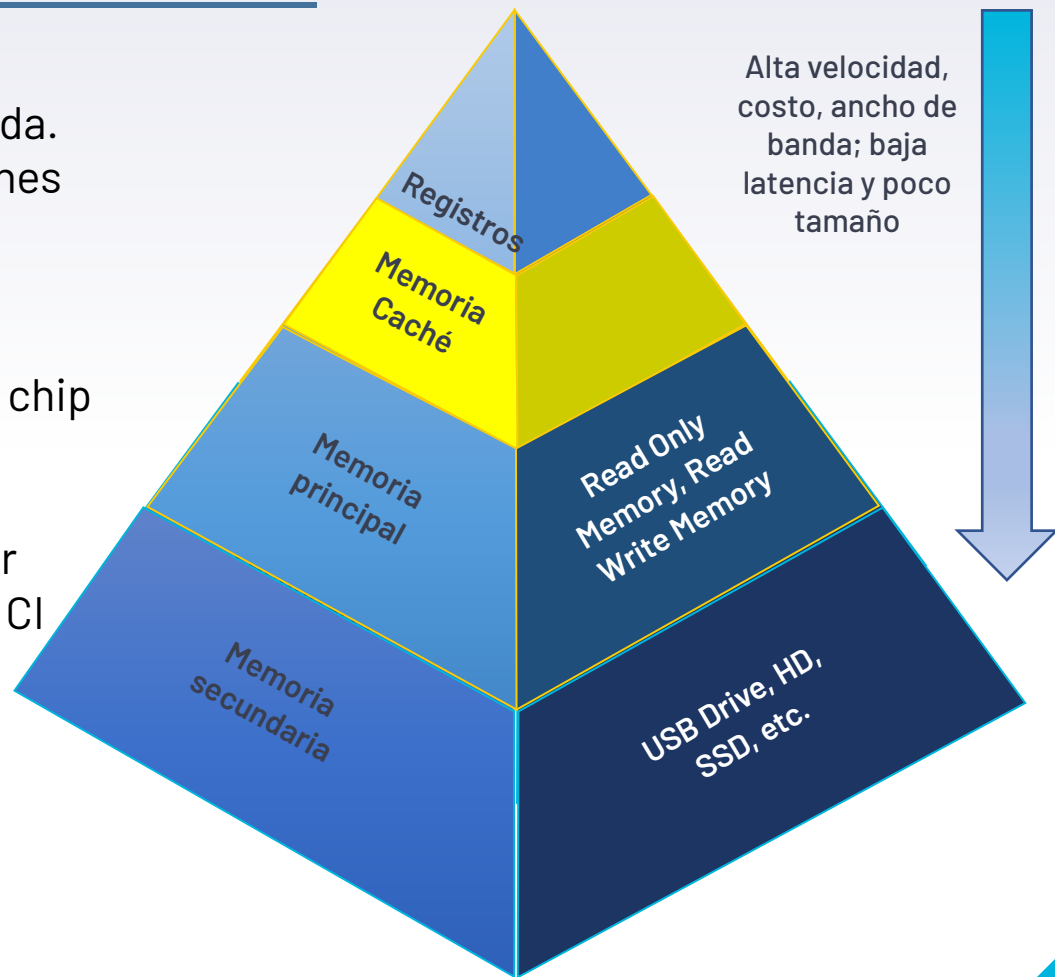 da.
nes
chip
r
CI
Registros
Memoria
Caché
Memoria
principal
Read Only
Memory, Read
Write Memory
Memoria
secundaria
USB Drive, HD,
SSD, etc.
Alta velocidad,
costo, ancho de
banda; baja
latencia y poco
tamaño